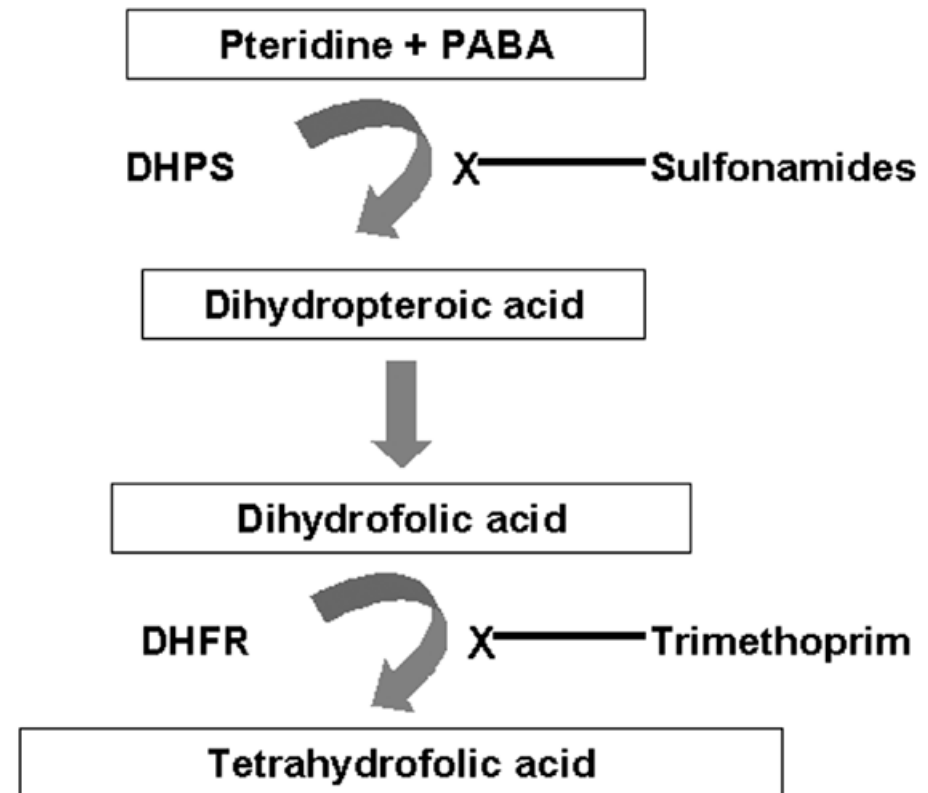 Pteridine + PABA
DHPS X Sulfonamides
Dihydropteroic acid
Dihydrofolic acid
DHFR X Trimethoprim
Tetrahydrofolic acid